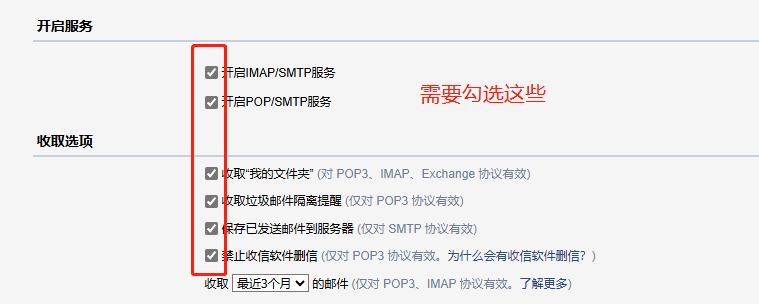 开启服务
开启IMAP/SMTP服务
需要勾选这些
开启POP/SMTP服务
收取选项
收取“我的文件夹” (对 POP3、IMAP、Exchange 协议有效)
收取垃圾邮件隔离提醒 (仅对 POP3 协议有效)
保存已发送邮件到服务器 (仅对 SMTP 协议有效)
禁止收信软件删信 (仅对 POP3 协议有效。为什么会有收信软件删信？)
收取 最近3个月 的邮件 (仅对 POP3、IMAP 协议有效。了解更多)